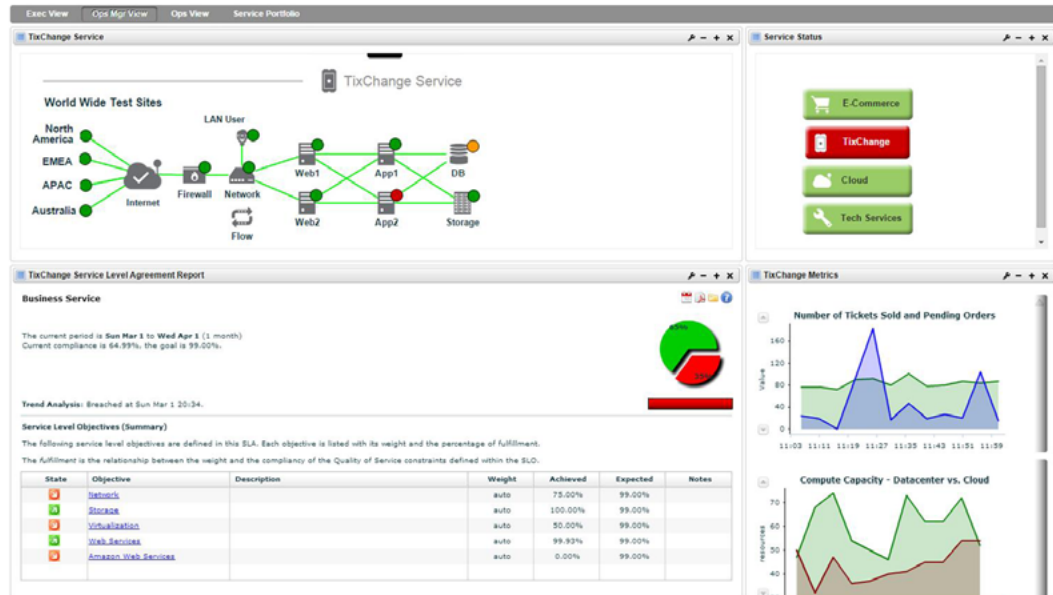 Exec View Ops Mgr View Ops View Service Portfolio
TixChange Service
TixChange Service
World Wide Test Sites
North America
EMEA
APAC
Australia
Internet
Firewall
LAN User
Network
Flow
Web1
Web2
App1
App2
DB
Storage
Service Status
E-Commerce
TixChange
Cloud
Tech Services
TixChange Service Level Agreement Report
Business Service
The current period is Sun Mar 1 to Wed Apr 1 (1 month)
Current compliance is 64.99%, the goal is 99.00%.
65%
35%
Trend Analysis: Breached at Sun Mar 1 20:34.
Service Level Objectives (Summary)
The following service level objectives are defined in this SLA. Each objective is listed with its weight and the percentage of fulfillment.
The fulfillment is the relationship between the weight and the compliancy of the Quality of Service constraints defined within the SLO.
State Objective Description Weight Achieved Expected Notes
Network auto 75.00% 99.00%
Storage auto 100.00% 99.00%
Virtualization auto 50.00% 99.00%
Web Services auto 99.93% 99.00%
Amazon Web Services auto 0.00% 99.00%
TixChange Metrics
Number of Tickets Sold and Pending Orders
Value
160
120
80
40
0
11:03 11:11 11:19 11:27 11:35 11:43 11:51 11:59
Compute Capacity - Datacenter vs. Cloud
resources
70
60
50
40